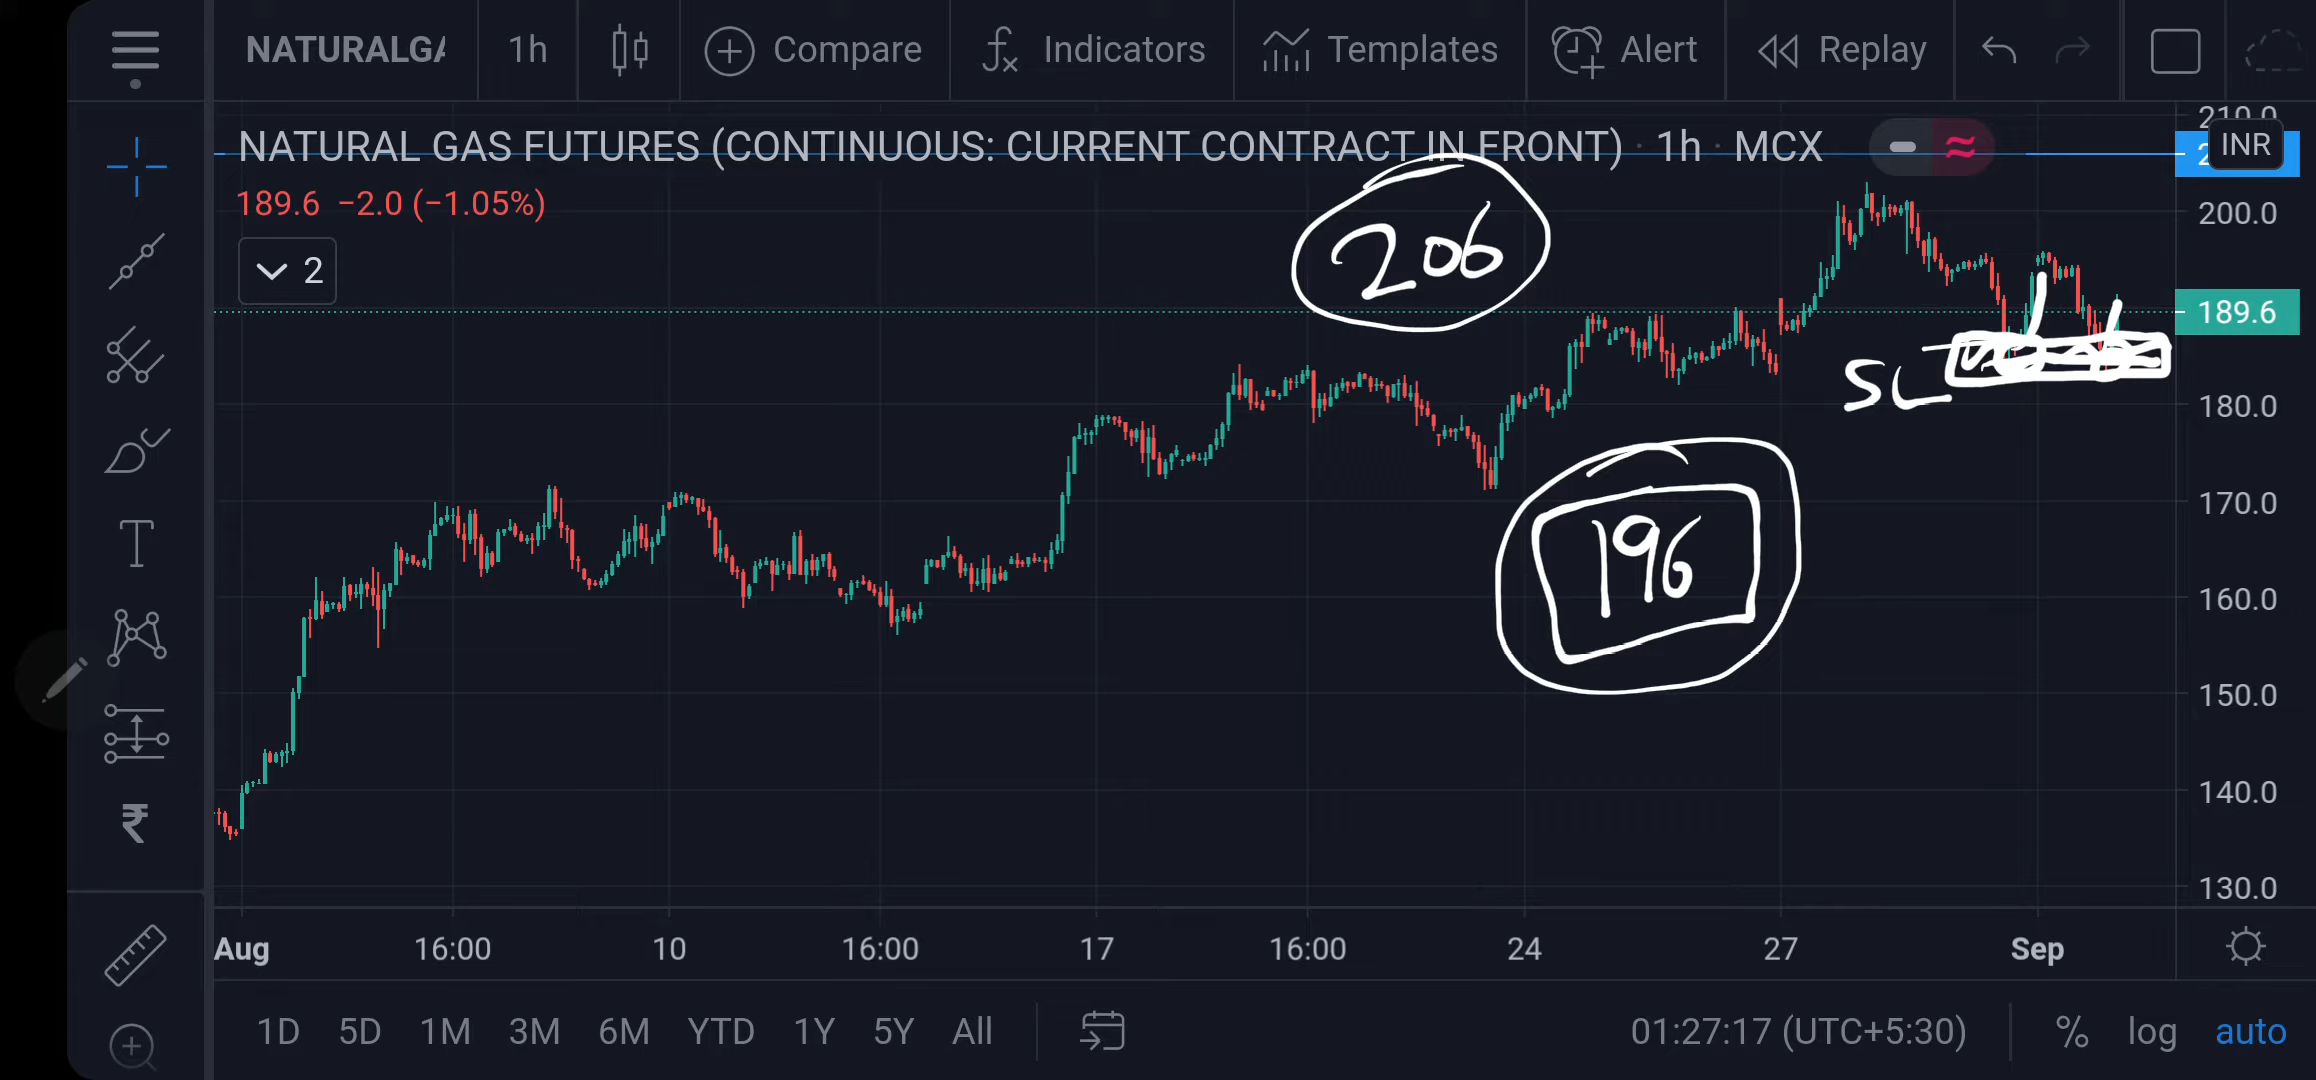 NATURALGA 1h Compare Indicators Templates Alert Replay
NATURAL GAS FUTURES (CONTINUOUS: CURRENT CONTRACT IN FRONT) · 1h · MCX
189.6 −2.0 (−1.05%)
2
206
SL
196
210.0
INR
200.0
189.6
180.0
170.0
160.0
150.0
140.0
130.0
₹
Aug 16:00 10 16:00 17 16:00 24 27 Sep
1D 5D 1M 3M 6M YTD 1Y 5Y All 01:27:17 (UTC+5:30) % log auto